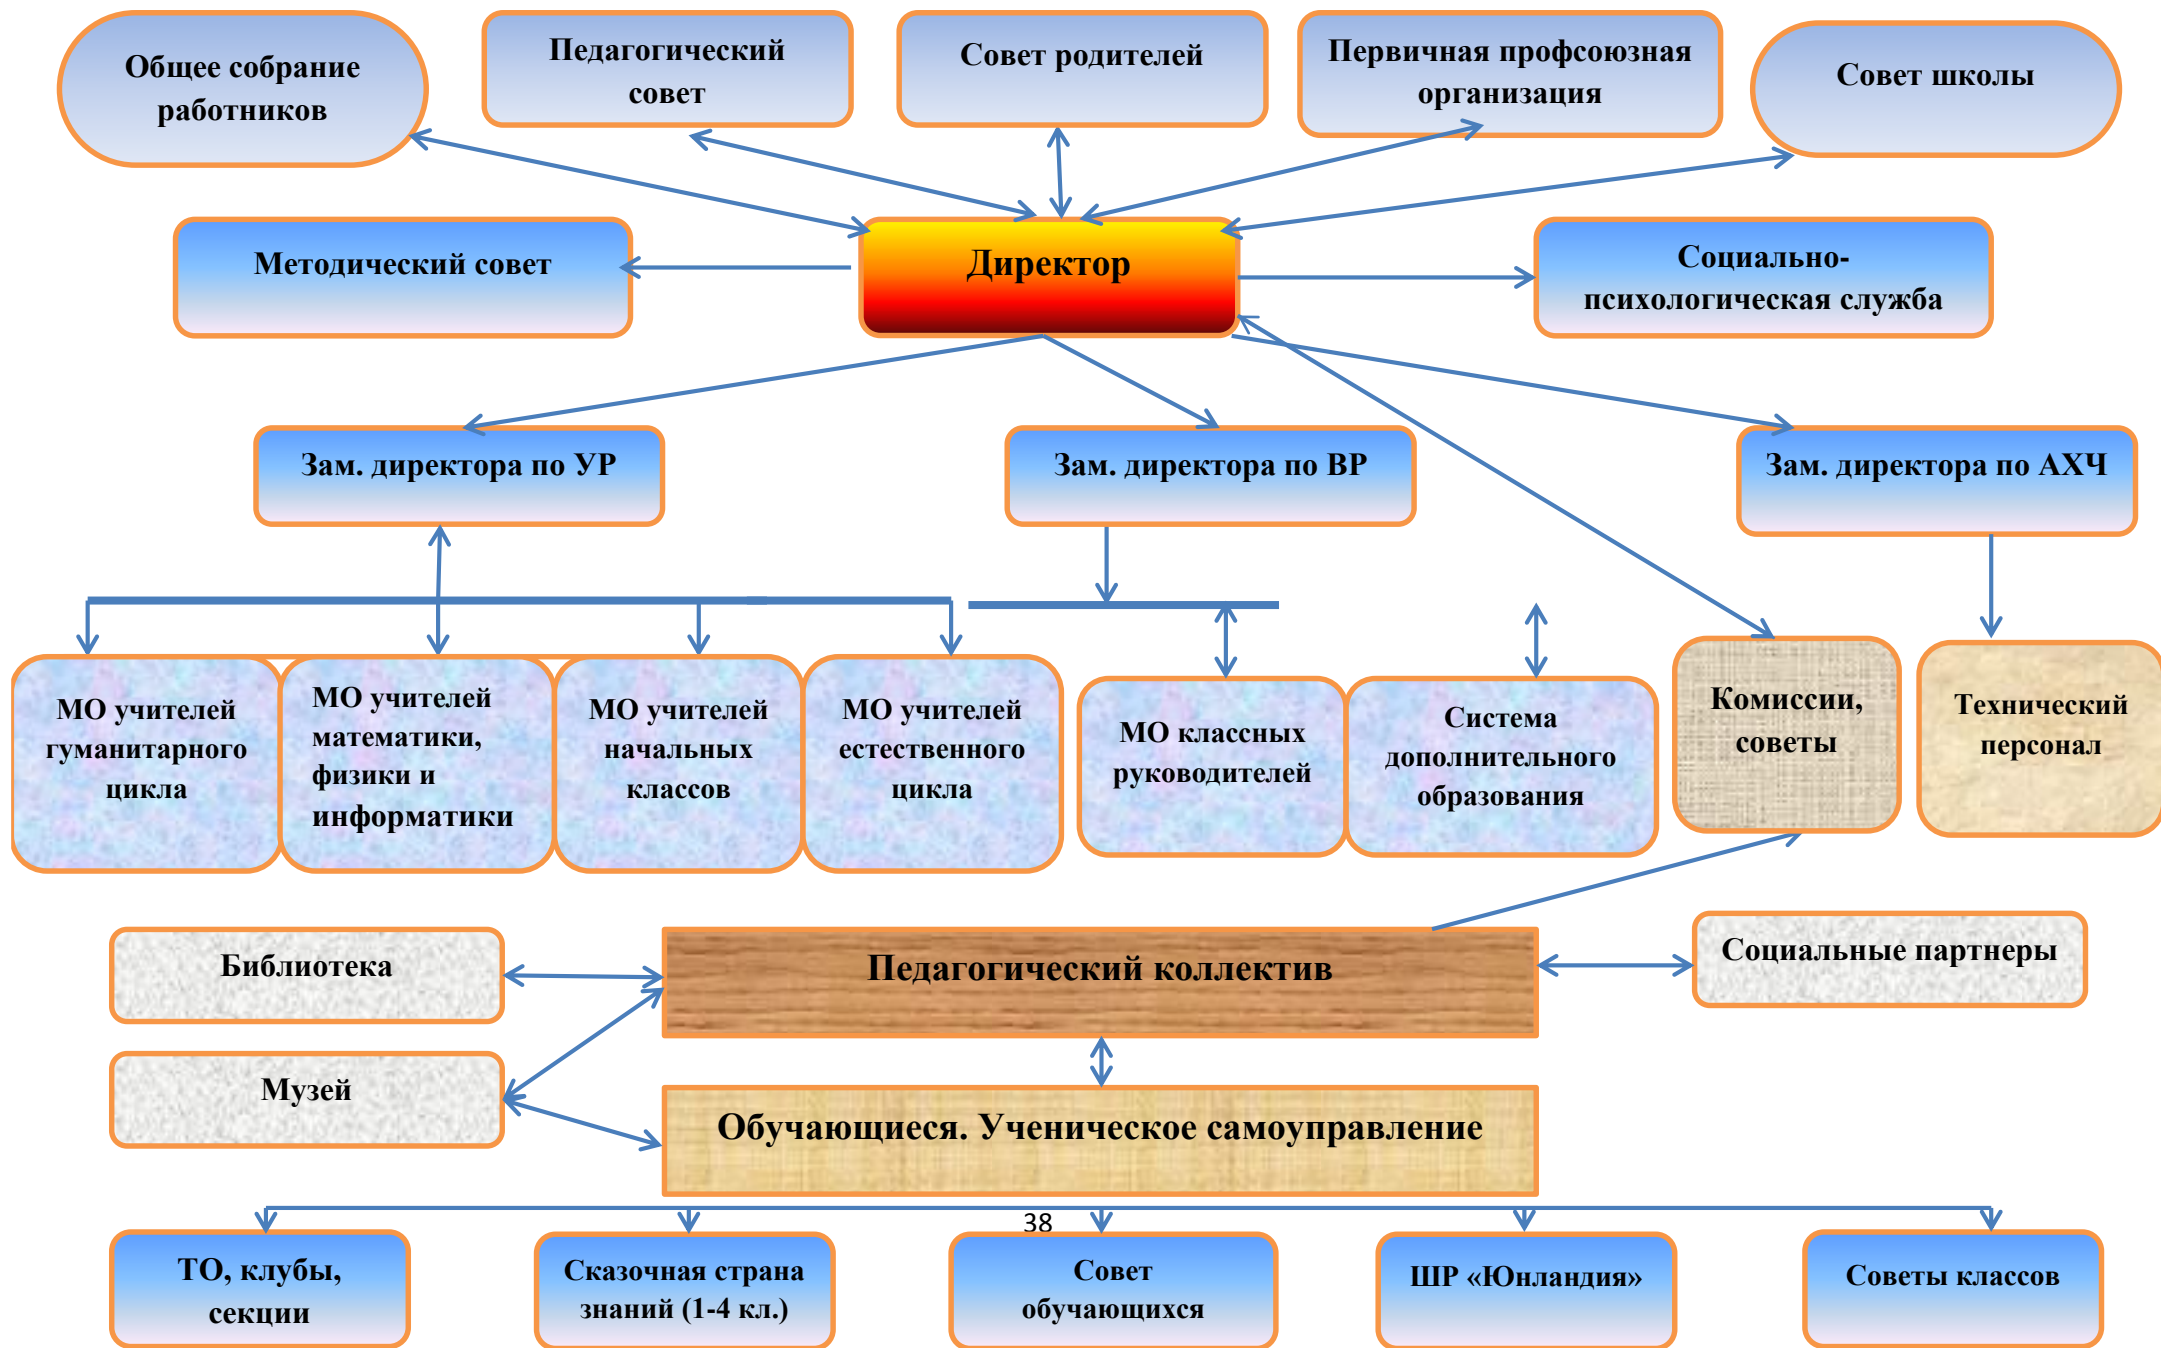 Общее собрание
работников
Педагогический
совет
Совет родителей
Первичная профсоюзная
организация
Совет школы
Методический совет
Директор
Социально-
психологическая служба
Зам. директора по УР
Зам. директора по ВР
Зам. директора по АХЧ
МО учителей
гуманитарного
цикла
МО учителей
математики,
физики и
информатики
МО учителей
начальных
классов
МО учителей
естественного
цикла
МО классных
руководителей
Система
дополнительного
образования
Комиссии,
советы
Технический
персонал
Библиотека
Педагогический коллектив
Социальные партнеры
Музей
Обучающиеся. Ученическое самоуправление
38
ТО, клубы,
секции
Сказочная страна
знаний (1-4 кл.)
Совет
обучающихся
ШР «Юнландия»
Советы классов